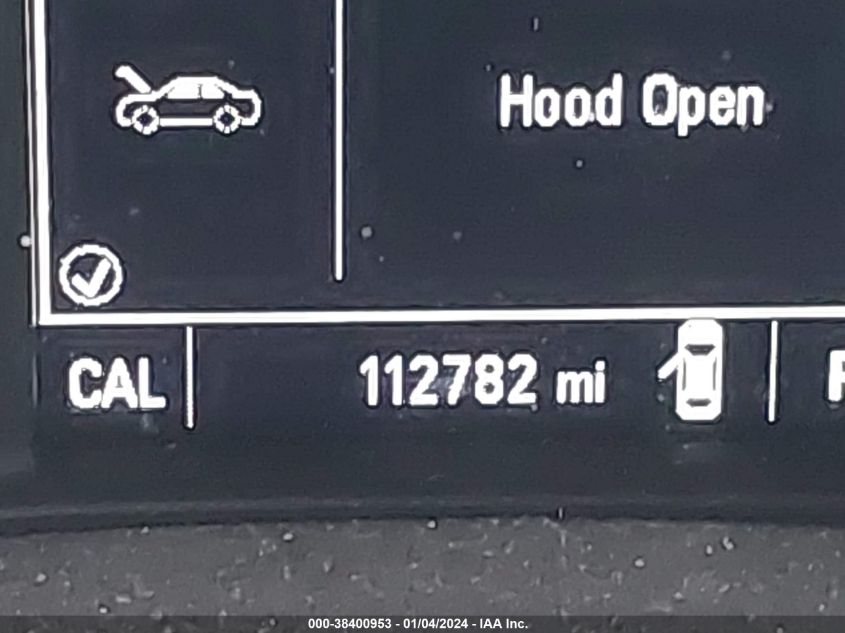 Hood Open
CAL 112782 mi
000-38400953 - 01/04/2024 - IAA Inc.